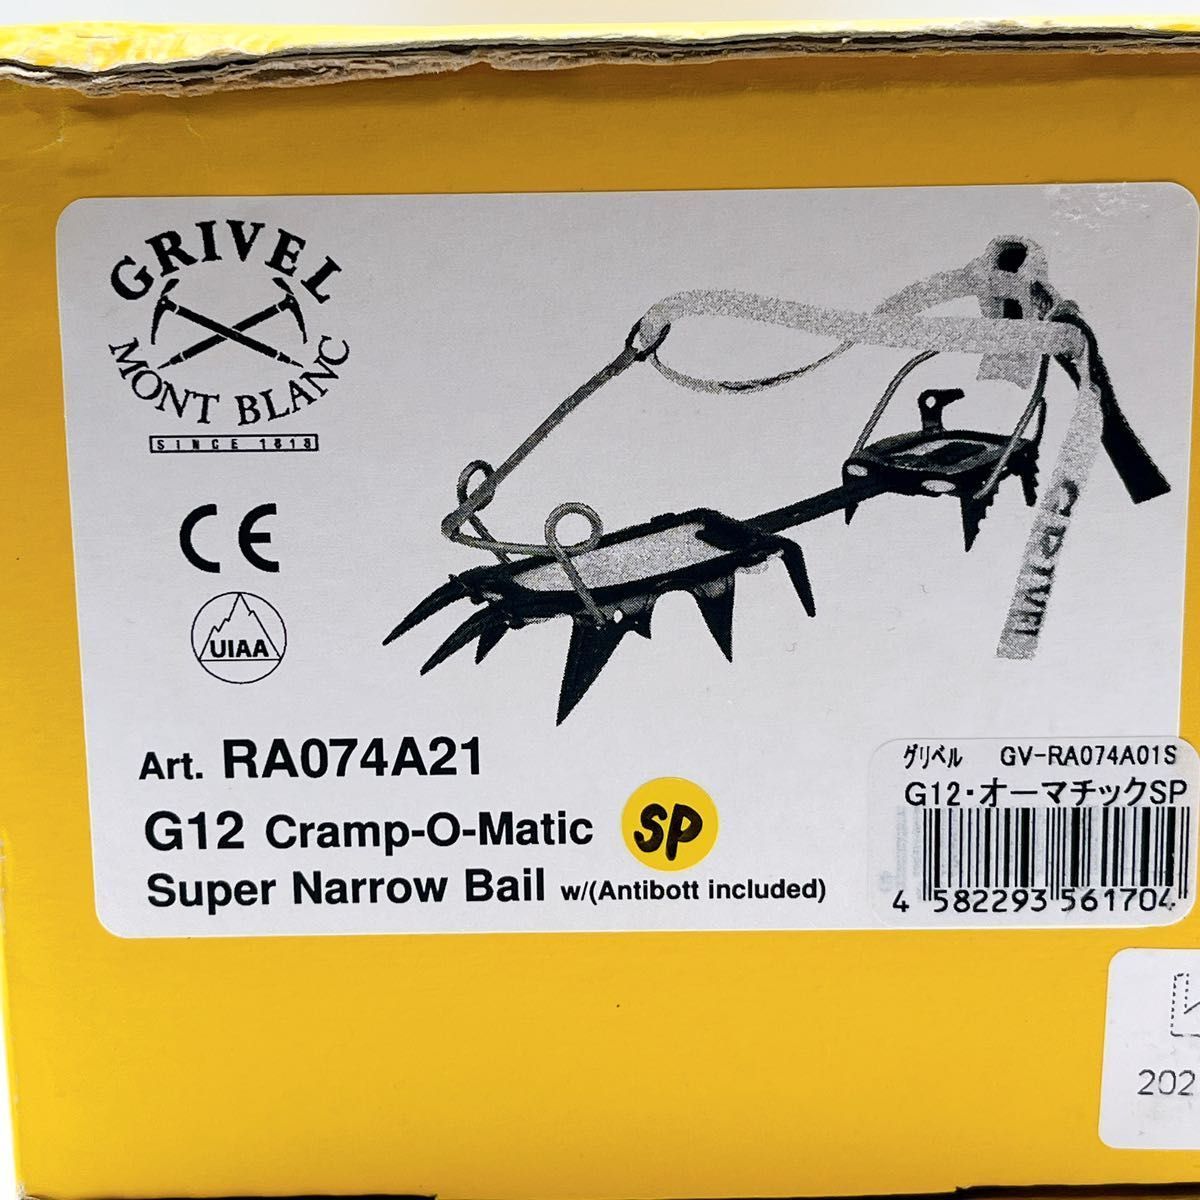 GRIVEL
MONT BLANC
SINCE 1818
CE
UIAA
GRIVEL
Art. RA074A21
G12 Cramp-O-Matic SP
Super Narrow Bail w/(Antibott included)
グリベル GV-RA074A01S
G12・オーマチックSP
4 582293 561704
202